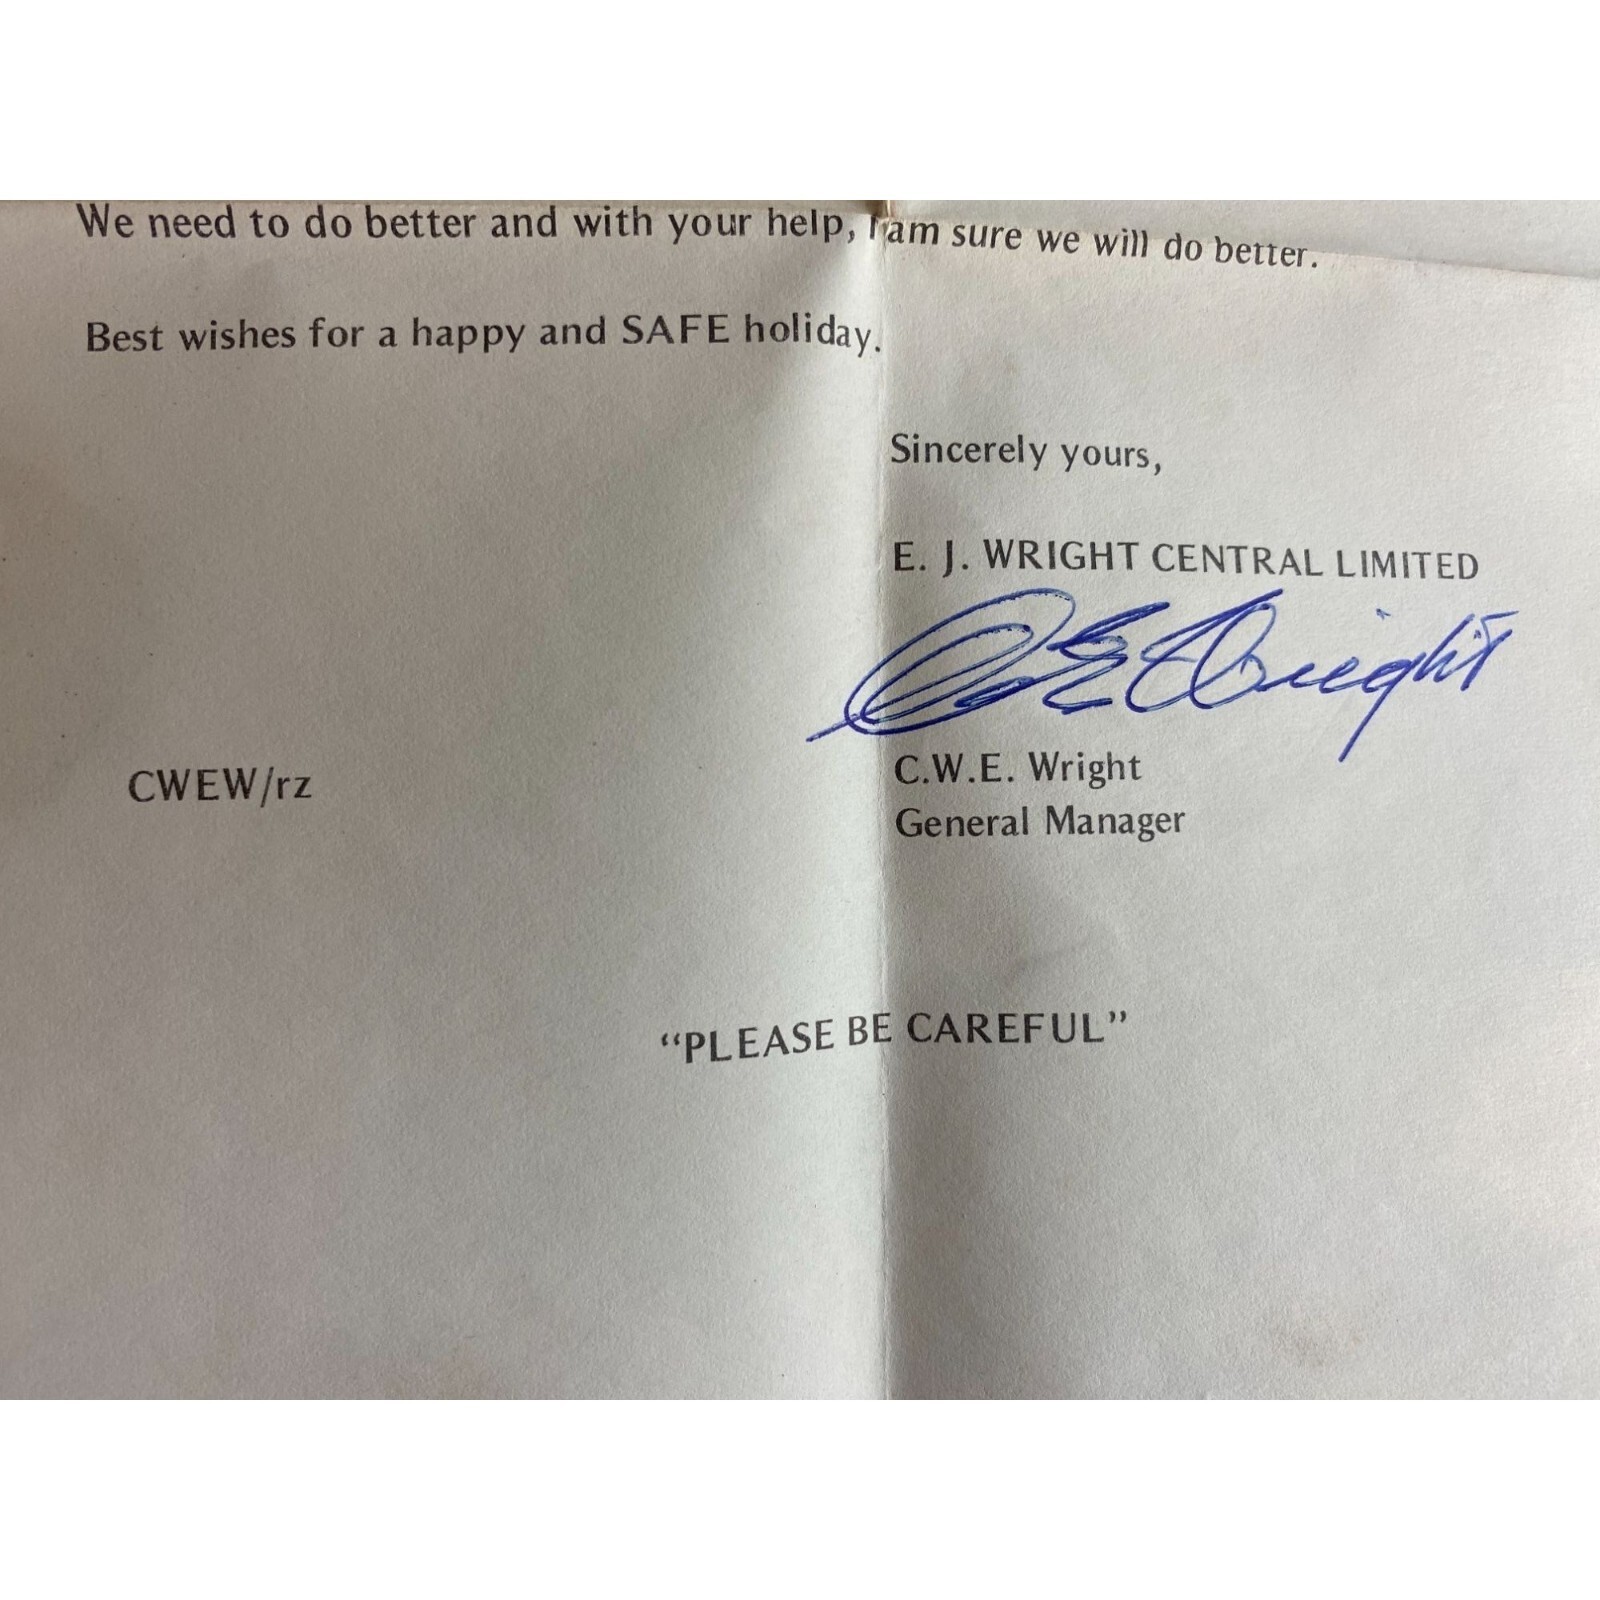 We need to do better and with your help, I am sure we will do better.
Best wishes for a happy and SAFE holiday.
Sincerely yours,
E. J. WRIGHT CENTRAL LIMITED
C.W.E. Wright
CWEW/rz
C.W.E. Wright
General Manager
"PLEASE BE CAREFUL"